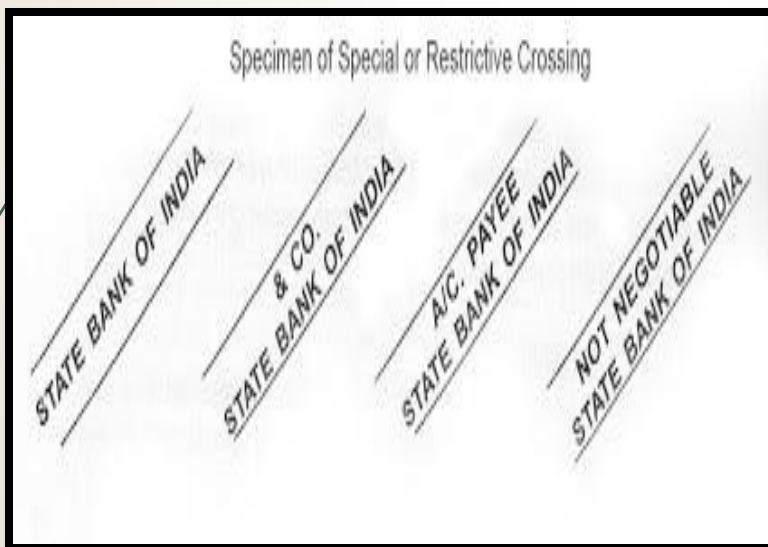 Specimen of Special or Restrictive Crossing
STATE BANK OF INDIA
& CO.
STATE BANK OF INDIA
A/C. PAYEE
STATE BANK OF INDIA
NOT NEGOTIABLE
STATE BANK OF INDIA